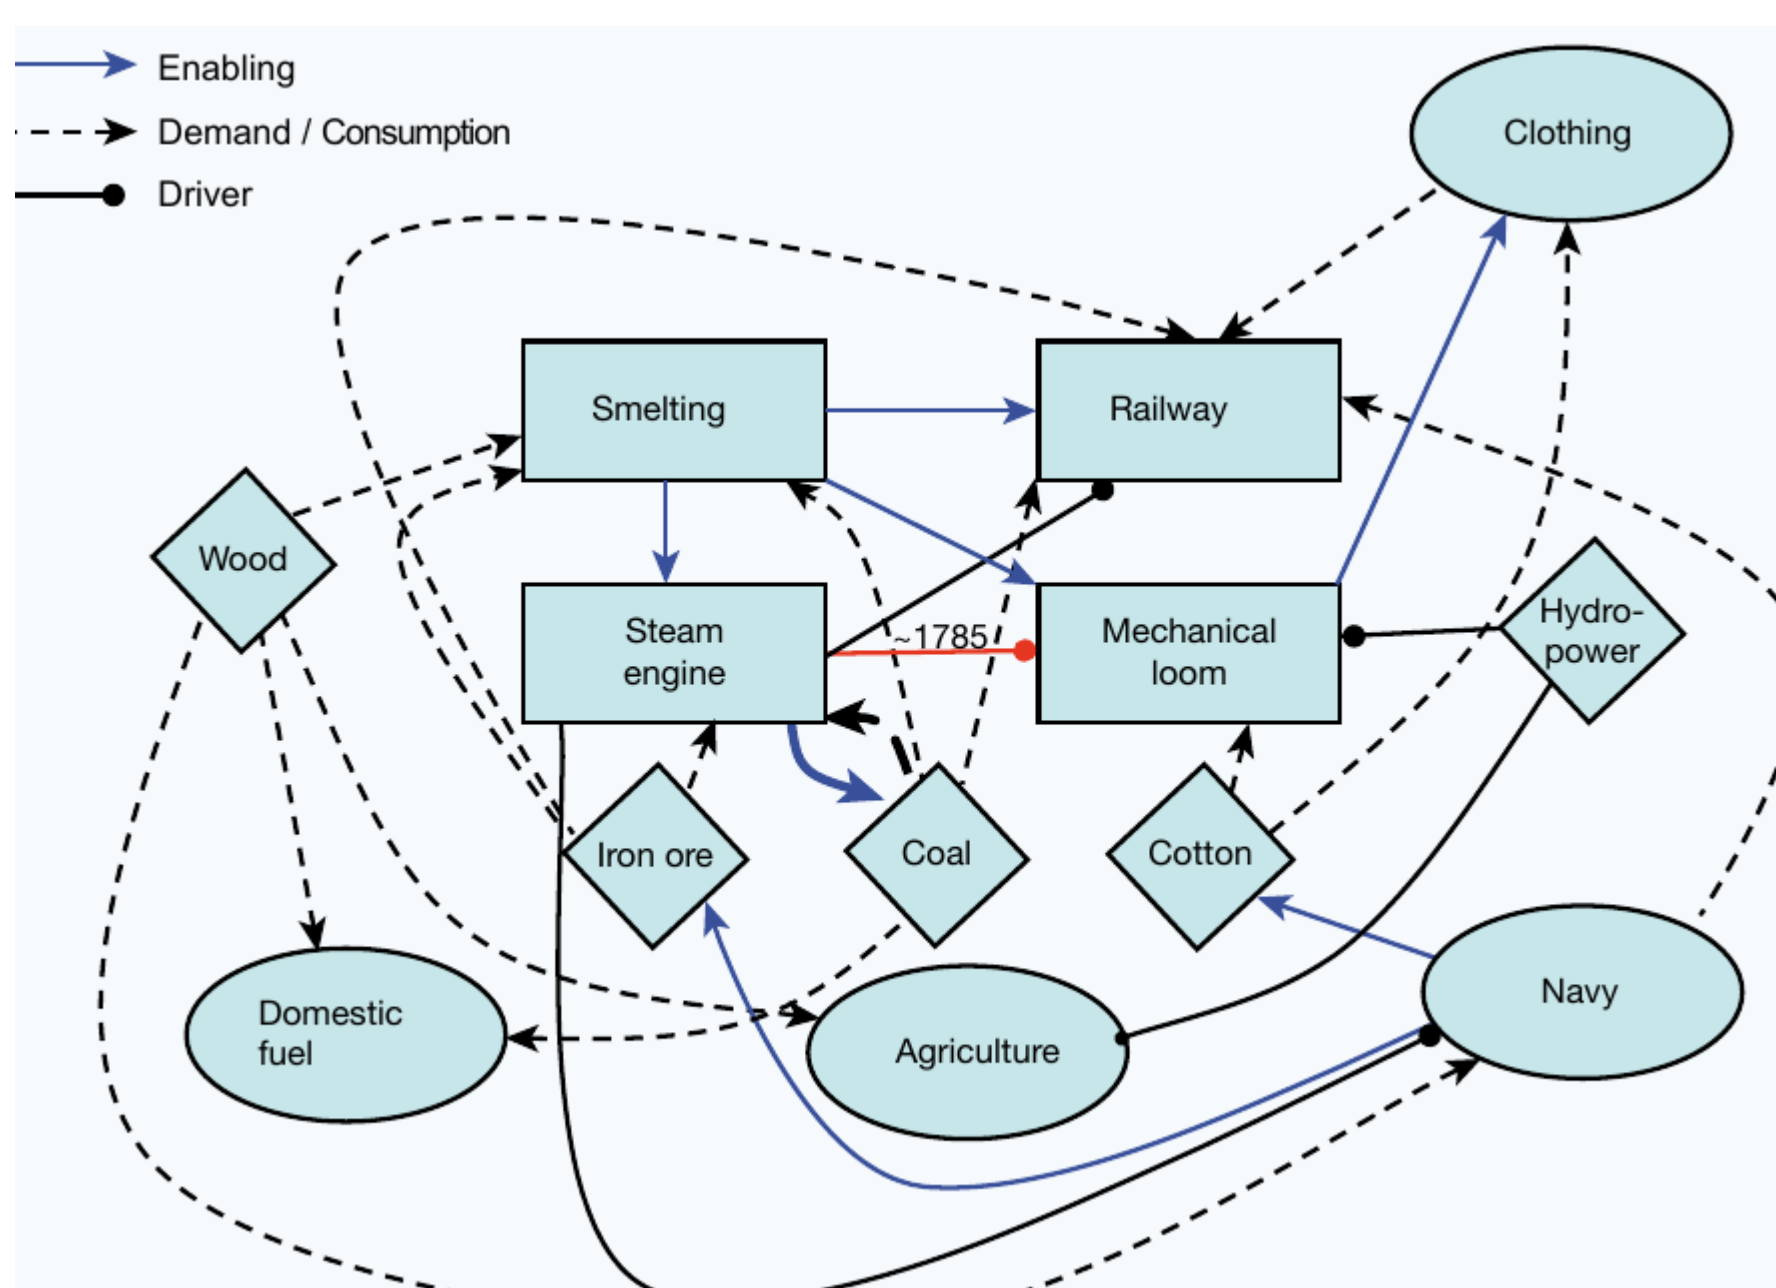 Enabling
Demand / Consumption
Driver
Clothing
Smelting
Railway
Wood
Steam
engine
~1785
Mechanical
loom
Hydro-
power
Iron ore
Coal
Cotton
Domestic
fuel
Agriculture
Navy